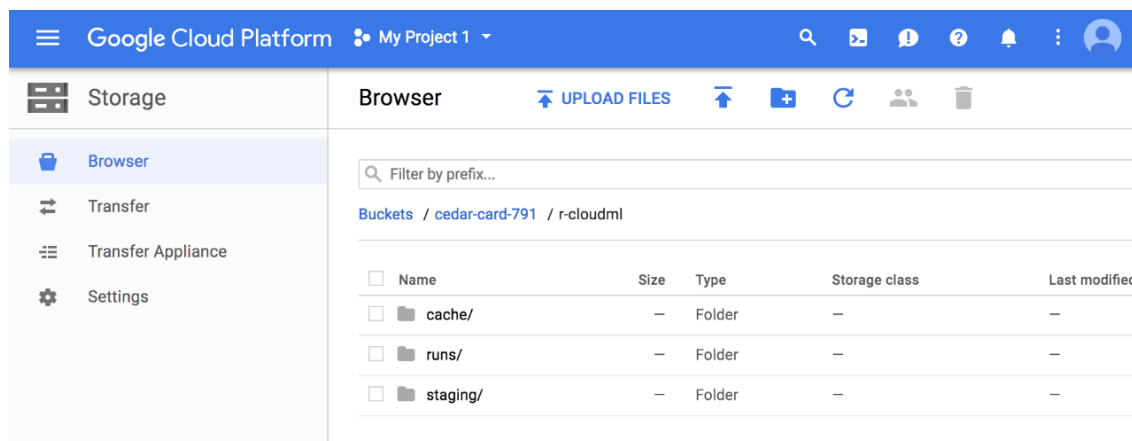 Google Cloud Platform My Project 1
Storage
Browser UPLOAD FILES
Browser
Transfer
Transfer Appliance
Settings
Filter by prefix...
Buckets / cedar-card-791 / r-cloudml
Name Size Type Storage class Last modified
cache/ — Folder — —
runs/ — Folder — —
staging/ — Folder — —